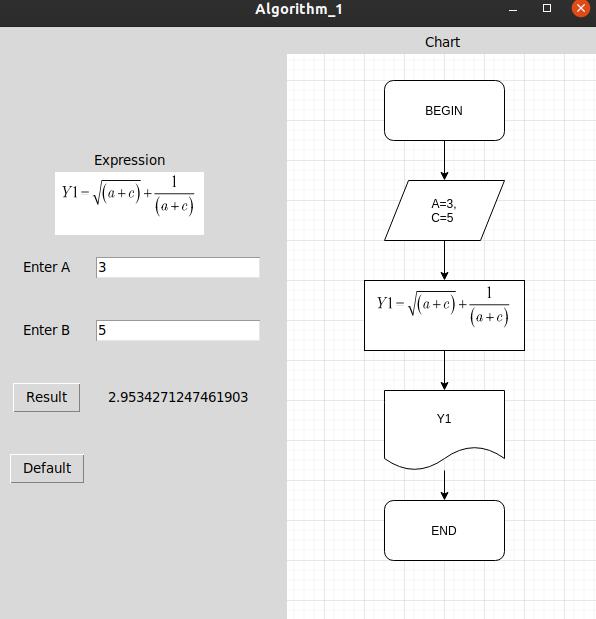 Algorithm_1
Expression
Y1=√(a+c)+1/(a+c)
Enter A
3
Enter B
5
Result
2.9534271247461903
Default
Chart
BEGIN
A=3,
C=5
Y1=√(a+c)+1/(a+c)
Y1
END